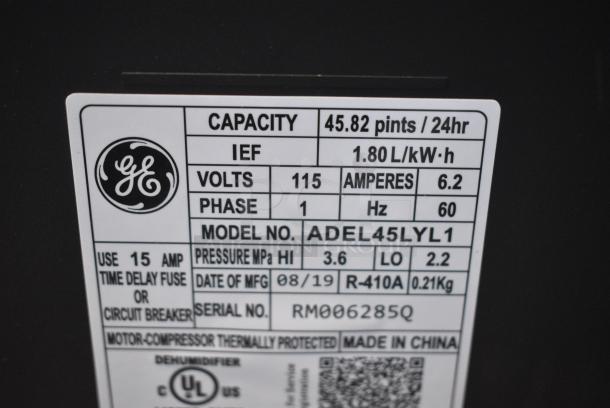 GE
CAPACITY 45.82 pints / 24hr
IEF 1.80 L/kW·h
VOLTS 115 AMPERES 6.2
PHASE 1 Hz 60
MODEL NO. ADEL45LYL1
PRESSURE MPa HI 3.6 LO 2.2
DATE OF MFG 08/19 R-410A 0.21Kg
SERIAL NO. RM006285Q
USE 15 AMP
TIME DELAY FUSE
OR
CIRCUIT BREAKER
MOTOR-COMPRESSOR THERMALLY PROTECTED MADE IN CHINA
DEHUMIDIFIER
C UL US
for Service